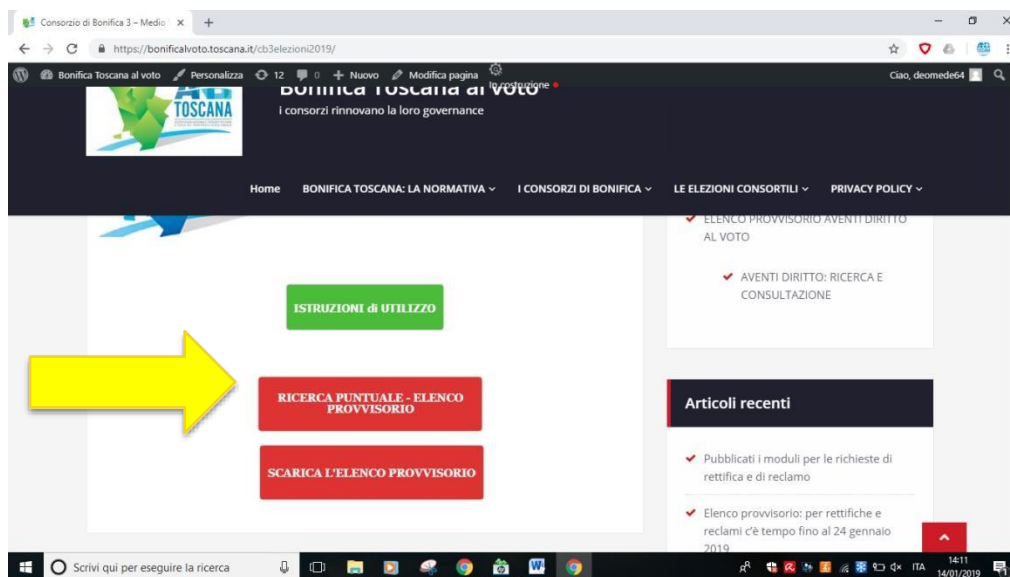 Consorzio di Bonifica 3 – Medio
https://bonificalvoto.toscana.it/cb3elezioni2019/
Bonifica Toscana al voto Personalizza 12 0 Nuovo Modifica pagina In costruzione Ciao, deomede64
TOSCANA
Bonifica Toscana al voto
i consorzi rinnovano la loro governance
Home BONIFICA TOSCANA: LA NORMATIVA I CONSORZI DI BONIFICA LE ELEZIONI CONSORTILI PRIVACY POLICY
ELENCO PROVVISORIO AVENTI DIRITTO
AL VOTO
AVENTI DIRITTO: RICERCA E
CONSULTAZIONE
ISTRUZIONI di UTILIZZO
RICERCA PUNTUALE - ELENCO
PROVVISORIO
SCARICA L'ELENCO PROVVISORIO
Articoli recenti
Pubblicati i moduli per le richieste di
rettifica e di reclamo
Elenco provvisorio: per rettifiche e
reclami c'è tempo fino al 24 gennaio
2019
Scrivi qui per eseguire la ricerca
ITA
14:11
14/01/2019